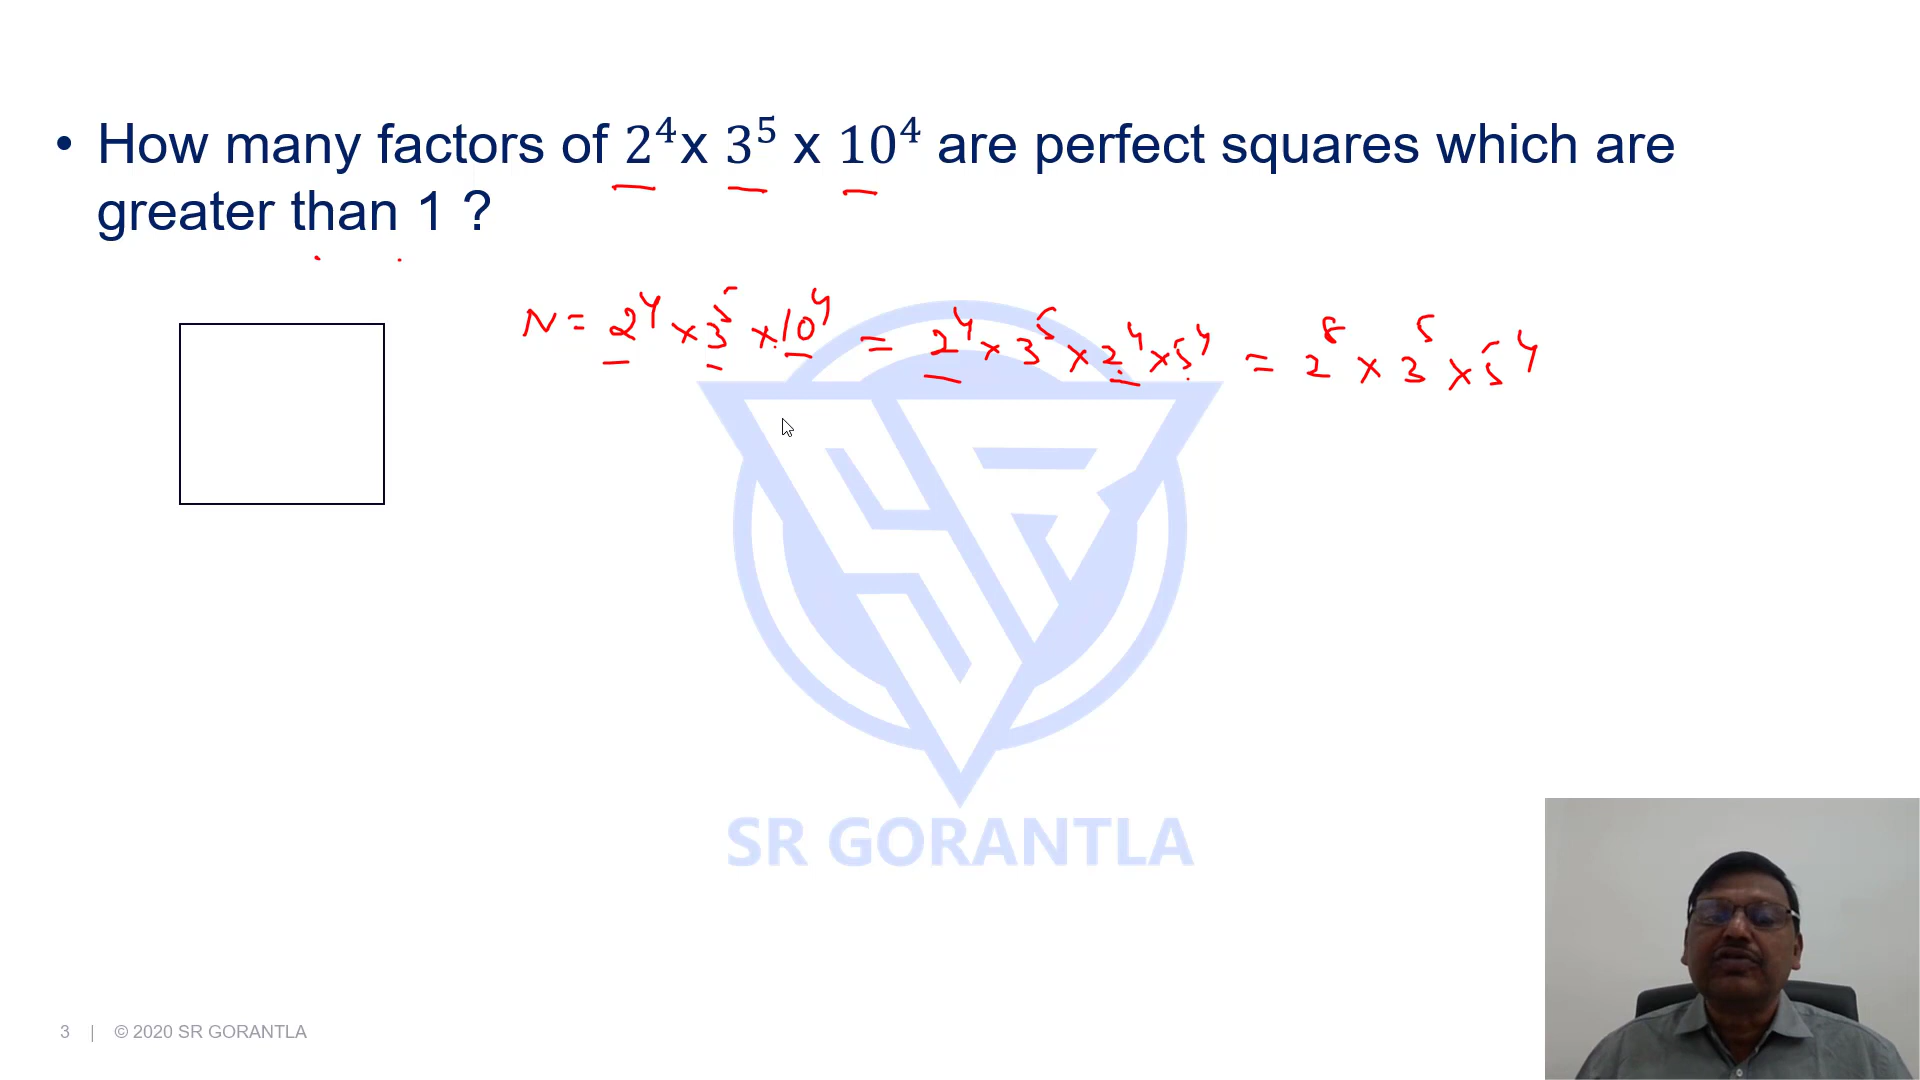 • How many factors of 2⁴x 3⁵ x 10⁴ are perfect squares which are
greater than 1 ?
N = 2⁴ × 3⁵ × 10⁴ = 2⁴ × 3⁵ × 2⁴ × 5⁴ = 2⁸ × 3⁵ × 5⁴
SR GORANTLA
3 | © 2020 SR GORANTLA